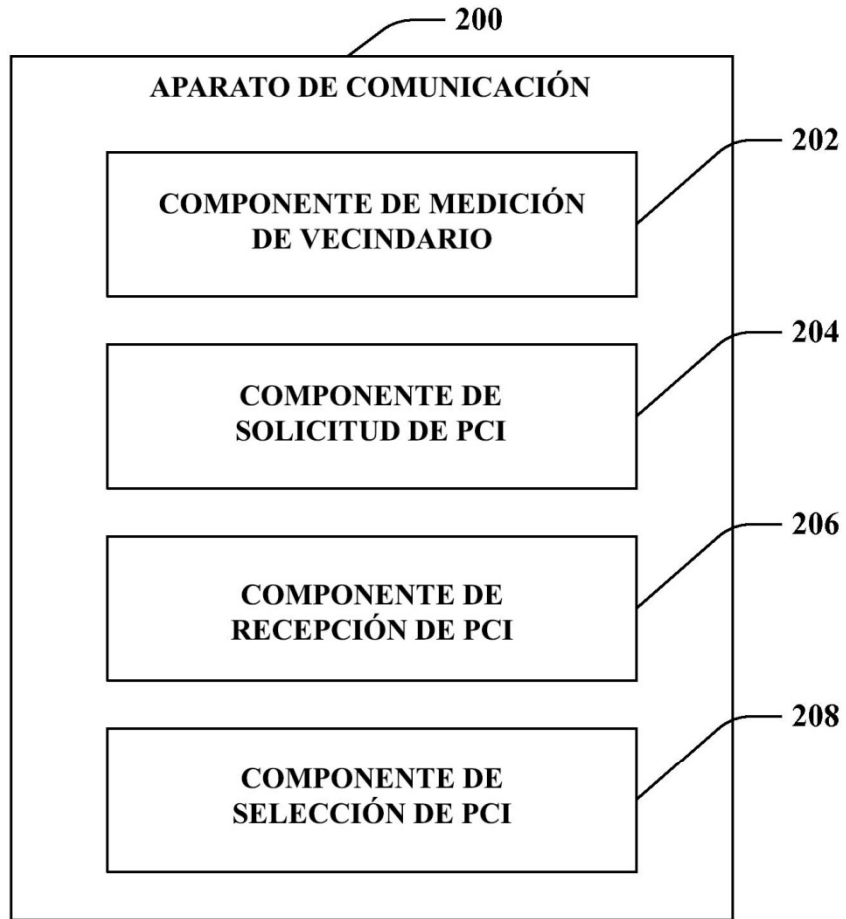 200
APARATO DE COMUNICACIÓN
202
COMPONENTE DE MEDICIÓN
DE VECINDARIO
204
COMPONENTE DE
SOLICITUD DE PCI
206
COMPONENTE DE
RECEPCIÓN DE PCI
208
COMPONENTE DE
SELECCIÓN DE PCI